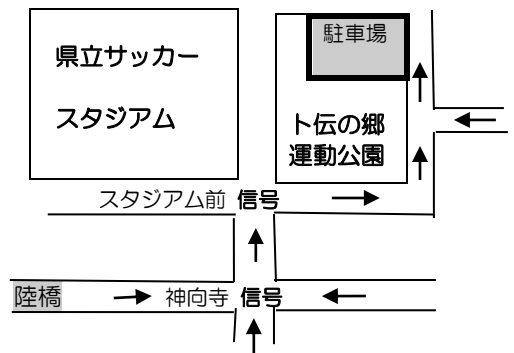 県立サッカー
スタジアム
駐車場
卜伝の郷
運動公園
スタジアム前 信号
陸橋
神向寺 信号